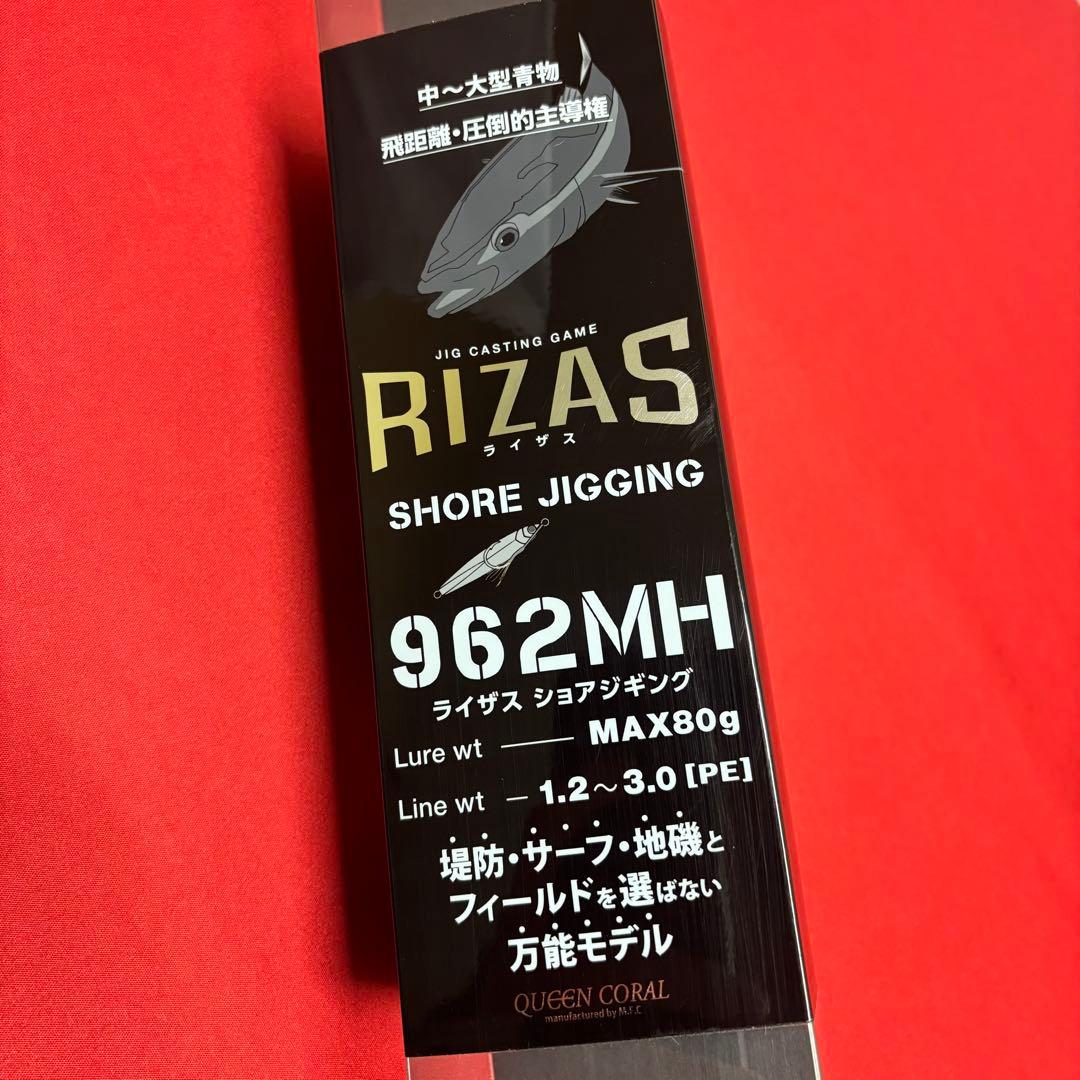 中～大型青物
飛距離・圧倒的主導権
JIG CASTING GAME
RIZAS
ライザス
SHORE JIGGING
962MH
ライザス ショアジギング
Lure wt — MAX80g
Line wt — 1.2～3.0 [PE]
堤防・サーフ・地磯と
フィールドを選ばない
万能モデル
QUEEN CORAL
manufactured by M.F.C